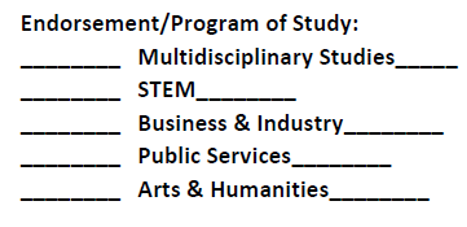 Endorsement/Program of Study:
________ Multidisciplinary Studies_____
________ STEM________
________ Business & Industry________
________ Public Services________
________ Arts & Humanities________